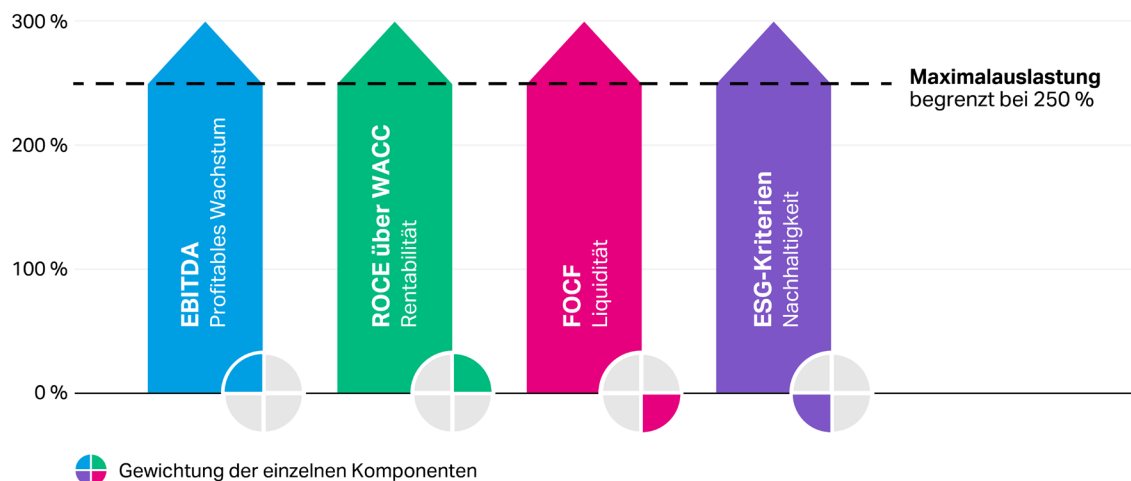 300 %
200 %
100 %
0 %
Maximalauslastung
begrenzt bei 250 %
EBITDA
Profitables Wachstum
ROCE über WACC
Rentabilität
FOCF
Liquidität
ESG-Kriterien
Nachhaltigkeit
Gewichtung der einzelnen Komponenten